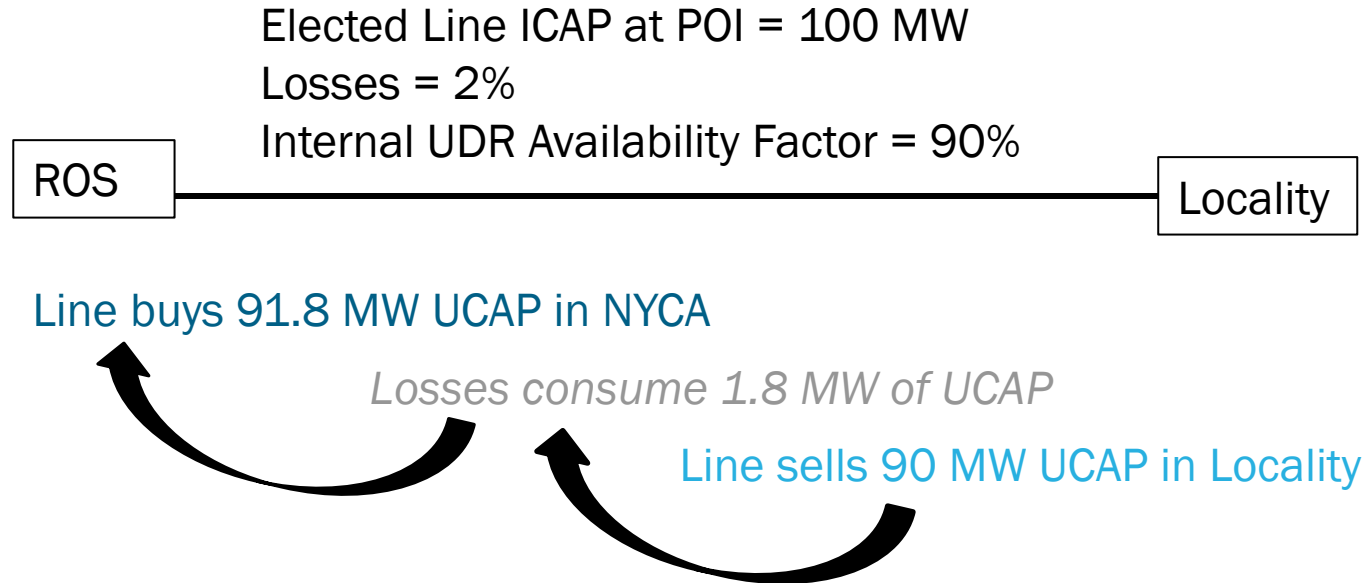 Elected Line ICAP at POI = 100 MW
Losses = 2%
Internal UDR Availability Factor = 90%
ROS
Locality
Line buys 91.8 MW UCAP in NYCA
Losses consume 1.8 MW of UCAP
Line sells 90 MW UCAP in Locality